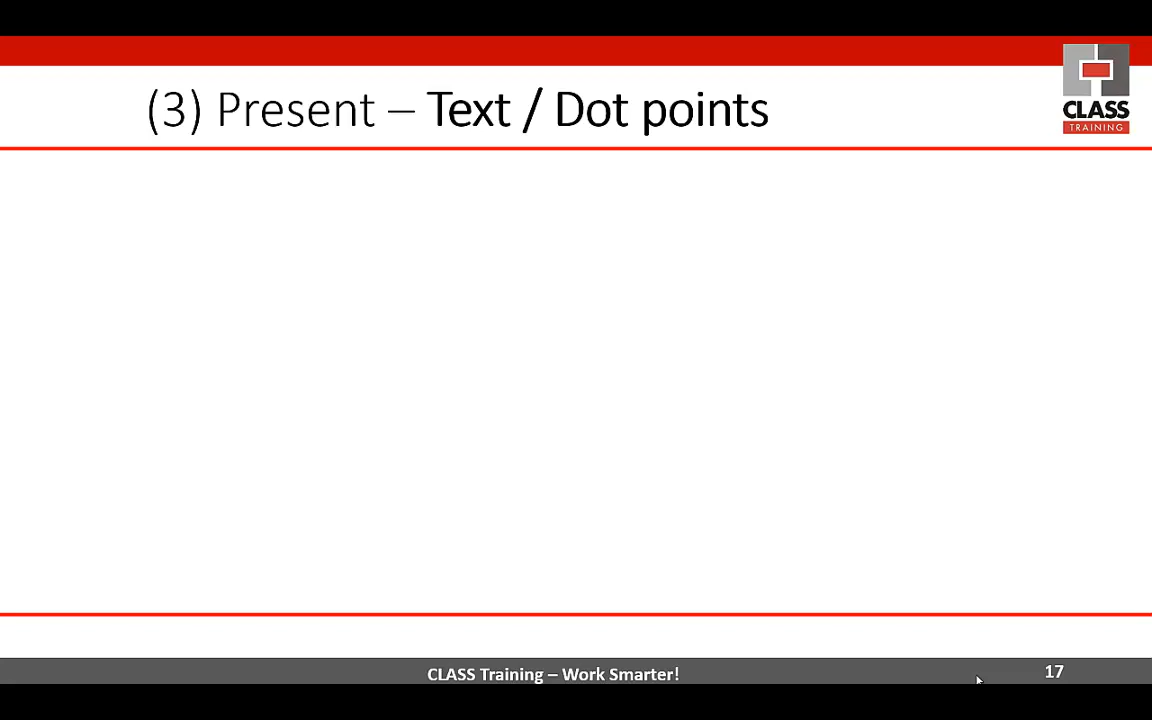 (3) Present – Text / Dot points
CLASS
TRAINING
CLASS Training – Work Smarter!
17